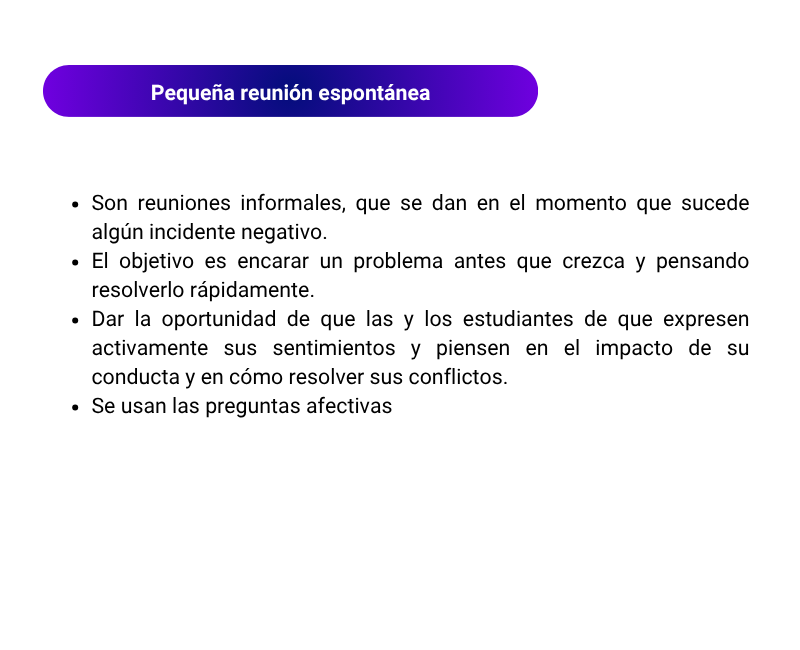 Pequeña reunión espontánea
• Son reuniones informales, que se dan en el momento que sucede
algún incidente negativo.
• El objetivo es encarar un problema antes que crezca y pensando
resolverlo rápidamente.
• Dar la oportunidad de que las y los estudiantes de que expresen
activamente sus sentimientos y piensen en el impacto de su
conducta y en cómo resolver sus conflictos.
• Se usan las preguntas afectivas